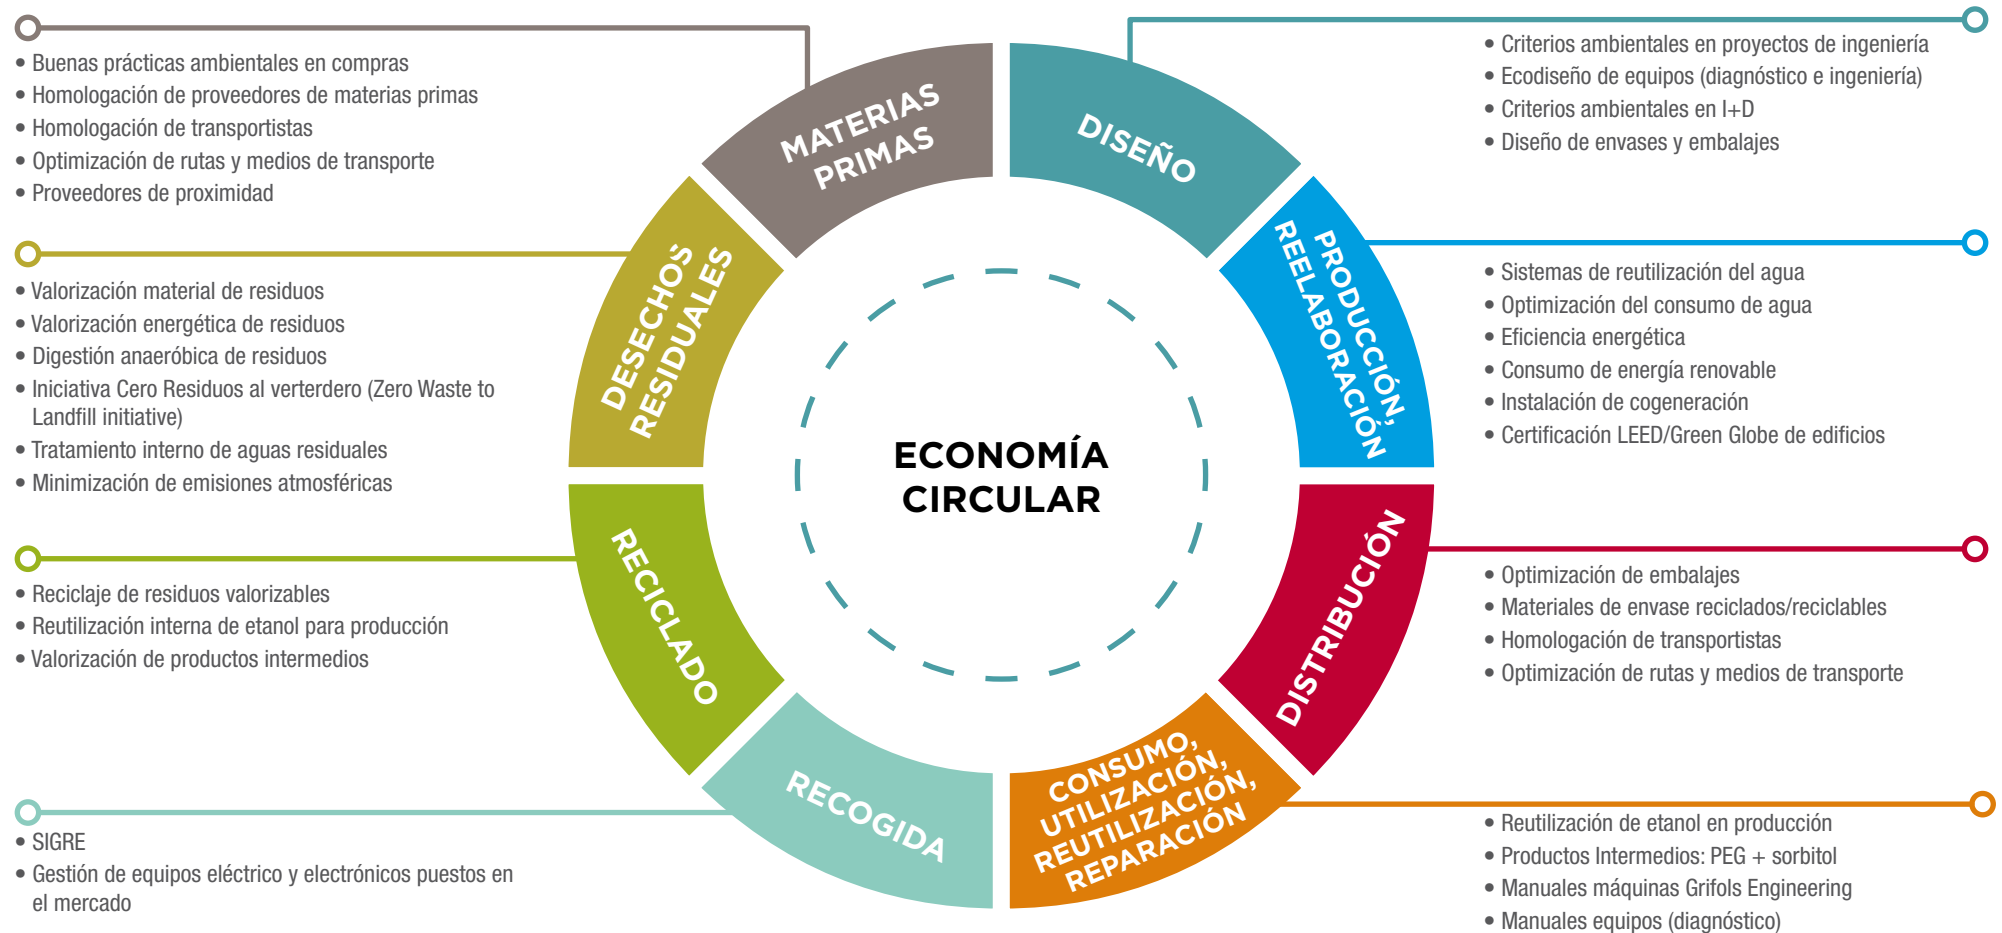 MATERIAS
PRIMAS
• Buenas prácticas ambientales en compras
• Homologación de proveedores de materias primas
• Homologación de transportistas
• Optimización de rutas y medios de transporte
• Proveedores de proximidad
DISEÑO
• Criterios ambientales en proyectos de ingeniería
• Ecodiseño de equipos (diagnóstico e ingeniería)
• Criterios ambientales en I+D
• Diseño de envases y embalajes
PRODUCCIÓN,
REELABORACIÓN
• Sistemas de reutilización del agua
• Optimización del consumo de agua
• Eficiencia energética
• Consumo de energía renovable
• Instalación de cogeneración
• Certificación LEED/Green Globe de edificios
DISTRIBUCIÓN
• Optimización de embalajes
• Materiales de envase reciclados/reciclables
• Homologación de transportistas
• Optimización de rutas y medios de transporte
CONSUMO,
UTILIZACIÓN,
REUTILIZACIÓN,
REPARACIÓN
• Reutilización de etanol en producción
• Productos Intermedios: PEG + sorbitol
• Manuales máquinas Grifols Engineering
• Manuales equipos (diagnóstico)
RECOGIDA
• SIGRE
• Gestión de equipos eléctrico y electrónicos puestos en
el mercado
RECICLADO
• Reciclaje de residuos valorizables
• Reutilización interna de etanol para producción
• Valorización de productos intermedios
DESECHOS
RESIDUALES
• Valorización material de residuos
• Valorización energética de residuos
• Digestión anaeróbica de residuos
• Iniciativa Cero Residuos al verterdero (Zero Waste to
Landfill initiative)
• Tratamiento interno de aguas residuales
• Minimización de emisiones atmosféricas
ECONOMÍA
CIRCULAR